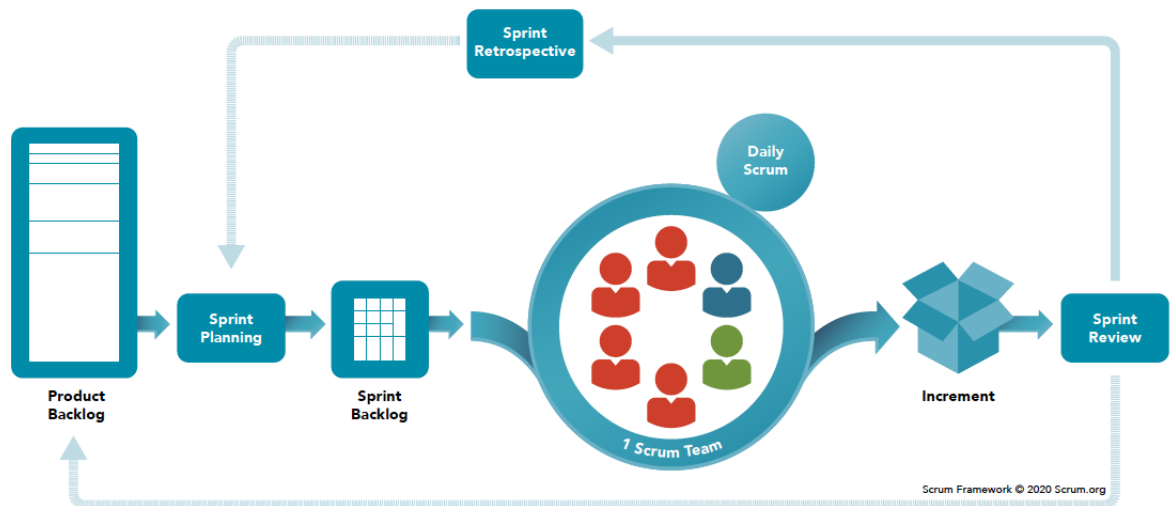 Sprint
Retrospective
Daily
Scrum
Sprint
Planning
Sprint
Review
Product
Backlog
Sprint
Backlog
Increment
1 Scrum Team
Scrum Framework © 2020 Scrum.org